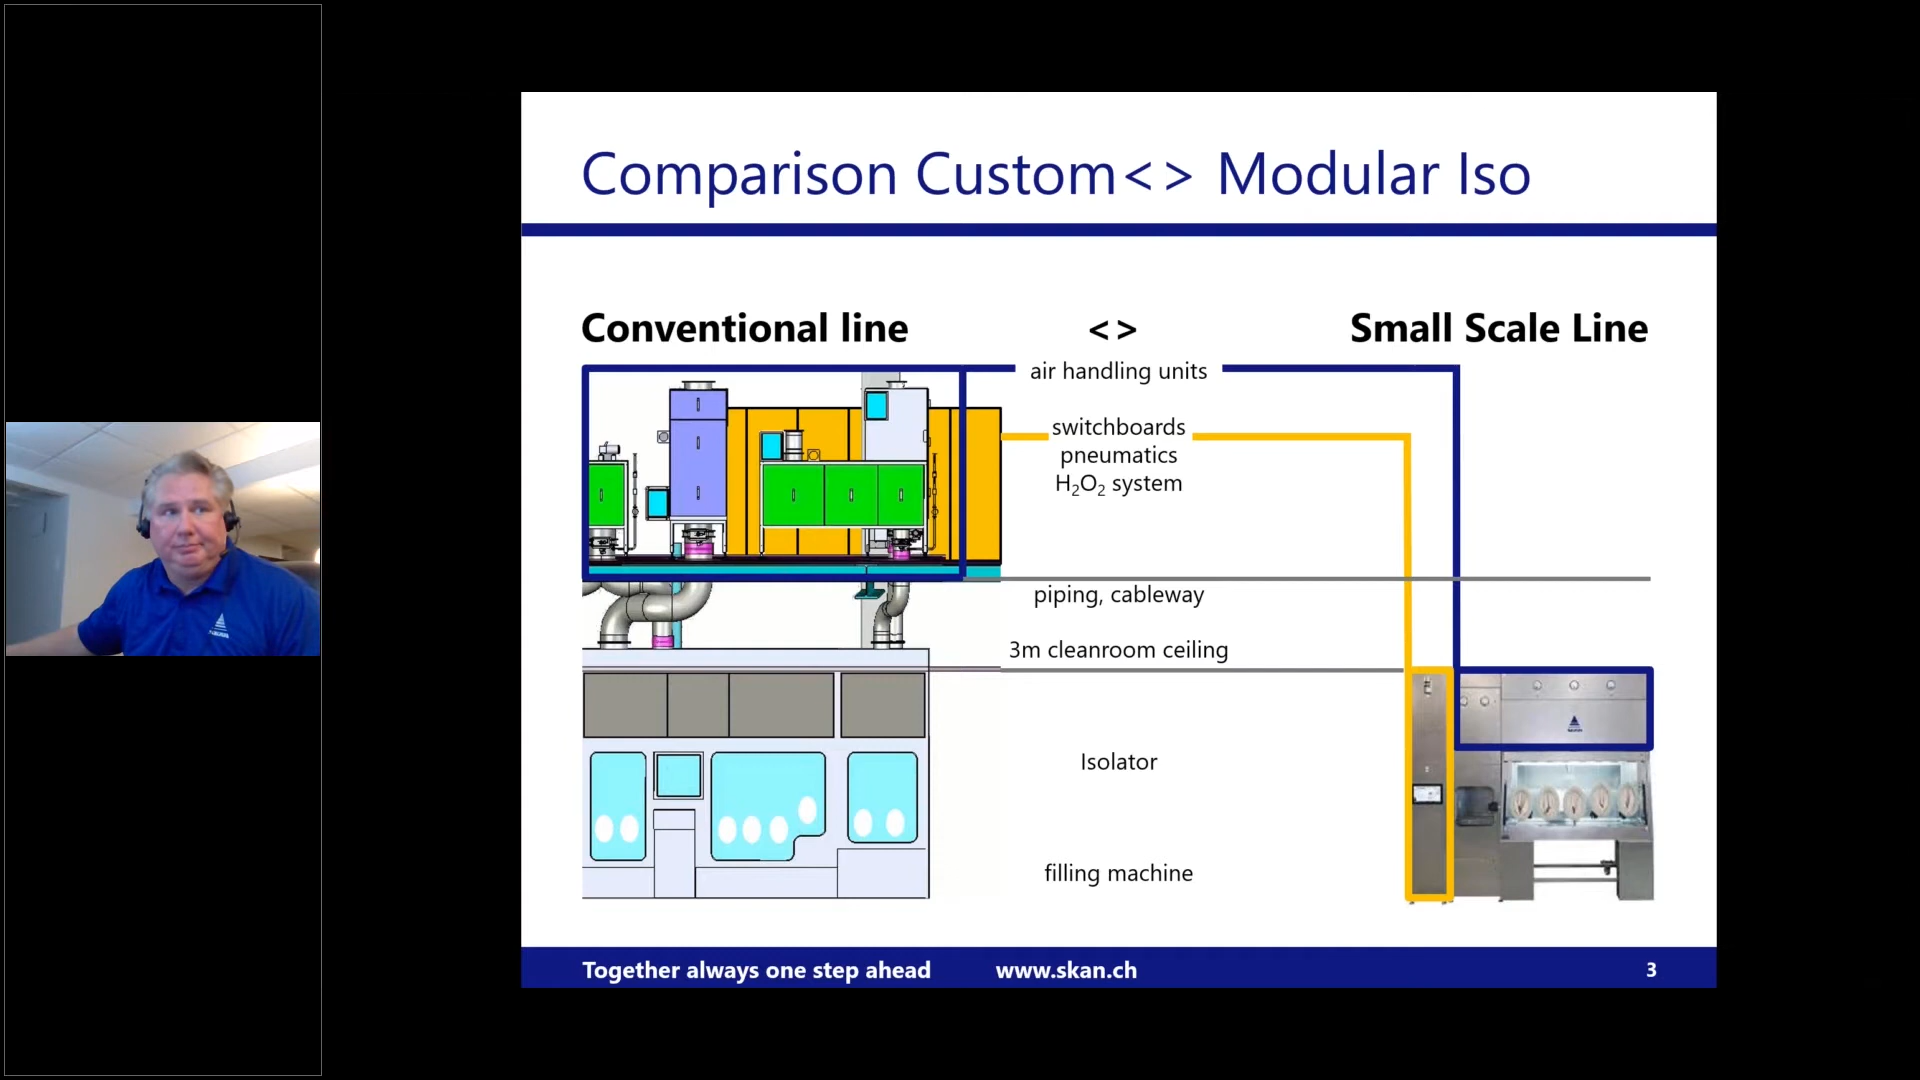 Comparison Custom<> Modular Iso
Conventional line
<>
Small Scale Line
air handling units
switchboards
pneumatics
H₂O₂ system
piping, cableway
3m cleanroom ceiling
Isolator
filling machine
Together always one step ahead
www.skan.ch
3